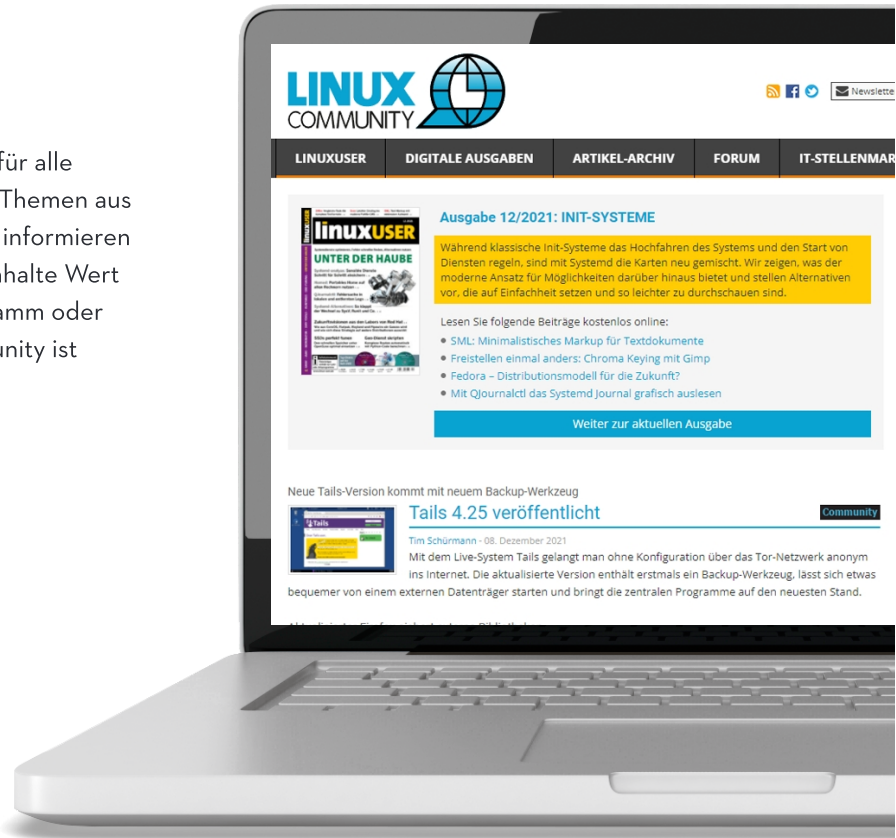 für alle
Themen aus
informieren
halte Wert
amm oder
unity ist
LINUX
COMMUNITY
Newslette
LINUXUSER
DIGITALE AUSGABEN
ARTIKEL-ARCHIV
FORUM
IT-STELLENMAR
linuxUSER
UNTER DER HAUBE
Ausgabe 12/2021: INIT-SYSTEME
Während klassische Init-Systeme das Hochfahren des Systems und den Start von
Diensten regeln, sind mit Systemd die Karten neu gemischt. Wir zeigen, was der
moderne Ansatz für Möglichkeiten darüber hinaus bietet und stellen Alternativen
vor, die auf Einfachheit setzen und so leichter zu durchschauen sind.
Lesen Sie folgende Beiträge kostenlos online:
SML: Minimalistisches Markup für Textdokumente
Freistellen einmal anders: Chroma Keying mit Gimp
Fedora – Distributionsmodell für die Zukunft?
Mit QJournalctl das Systemd Journal grafisch auslesen
Weiter zur aktuellen Ausgabe
Neue Tails-Version kommt mit neuem Backup-Werkzeug
Tails
Tails 4.25 veröffentlicht
Community
Tim Schürmann - 08. Dezember 2021
Mit dem Live-System Tails gelangt man ohne Konfiguration über das Tor-Netzwerk anonym
ins Internet. Die aktualisierte Version enthält erstmals ein Backup-Werkzeug, lässt sich etwas
bequemer von einem externen Datenträger starten und bringt die zentralen Programme auf den neuesten Stand.